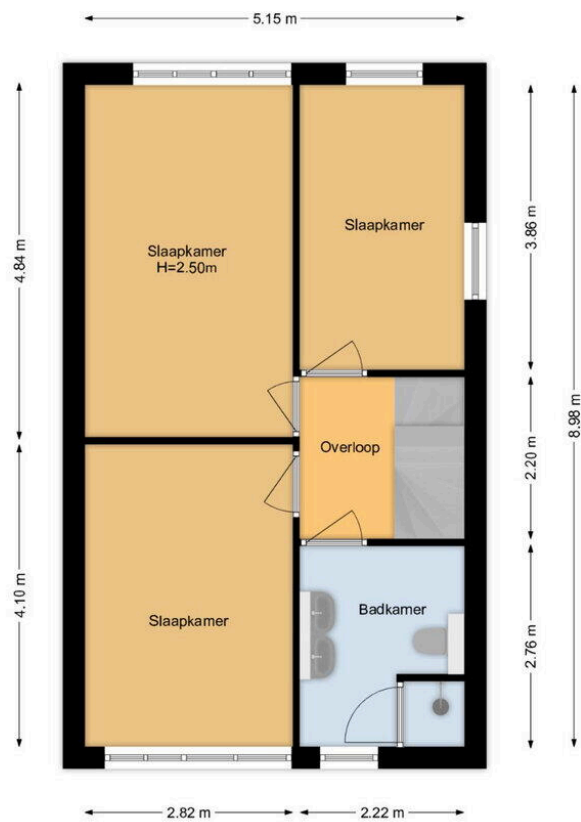 5.15 m
4.84 m
Slaapkamer
H=2.50m
Slaapkamer
3.86 m
8.98 m
Overloop
2.20 m
4.10 m
Slaapkamer
Badkamer
2.76 m
2.82 m
2.22 m